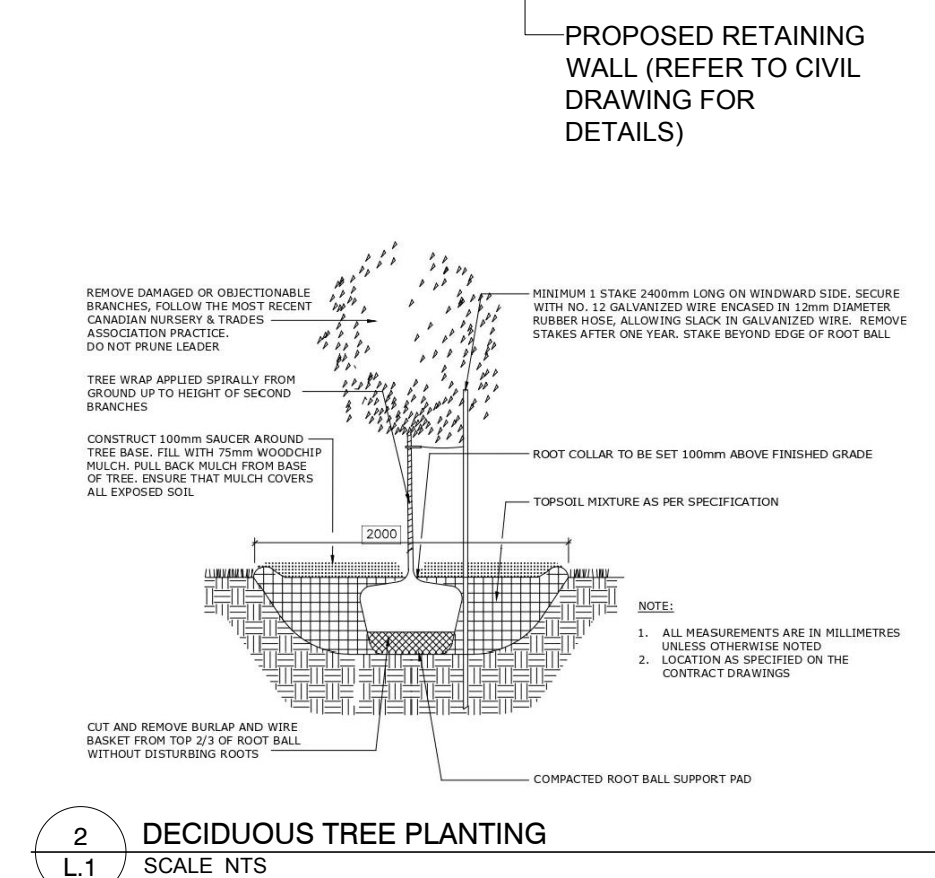 PROPOSED RETAINING
WALL (REFER TO CIVIL
DRAWING FOR
DETAILS)
REMOVE DAMAGED OR OBJECTIONABLE
BRANCHES, FOLLOW THE MOST RECENT
CANADIAN NURSERY & TRADES
ASSOCIATION PRACTICE.
DO NOT PRUNE LEADER
TREE WRAP APPLIED SPIRALLY FROM
GROUND UP TO HEIGHT OF SECOND
BRANCHES
CONSTRUCT 100mm SAUCER AROUND
TREE BASE. FILL WITH 75mm WOODCHIP
MULCH. PULL BACK MULCH FROM BASE
OF TREE. ENSURE THAT MULCH COVERS
ALL EXPOSED SOIL
MINIMUM 1 STAKE 2400mm LONG ON WINDWARD SIDE. SECURE
WITH NO. 12 GALVANIZED WIRE ENCASED IN 12mm DIAMETER
RUBBER HOSE, ALLOWING SLACK IN GALVANIZED WIRE. REMOVE
STAKES AFTER ONE YEAR. STAKE BEYOND EDGE OF ROOT BALL
ROOT COLLAR TO BE SET 100mm ABOVE FINISHED GRADE
TOPSOIL MIXTURE AS PER SPECIFICATION
2000
NOTE:
1. ALL MEASUREMENTS ARE IN MILLIMETRES
UNLESS OTHERWISE NOTED
2. LOCATION AS SPECIFIED ON THE
CONTRACT DRAWINGS
CUT AND REMOVE BURLAP AND WIRE
BASKET FROM TOP 2/3 OF ROOT BALL
WITHOUT DISTURBING ROOTS
COMPACTED ROOT BALL SUPPORT PAD
2
L.1
DECIDUOUS TREE PLANTING
SCALE NTS